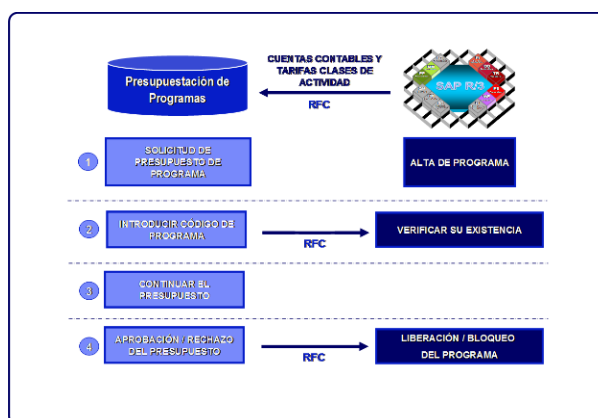 CUENTAS CONTABLES Y
TARIFAS CLASES DE
ACTIVIDAD
RFC
Presupuestación de
Programas
SAP R/3
1
SOLICITUD DE
PRESUPUESTO DE
PROGRAMA
ALTA DE PROGRAMA
2
INTRODUCIR CÓDIGO DE
PROGRAMA
RFC
VERIFICAR SU EXISTENCIA
3
CONTINUAR EL
PRESUPUESTO
4
APROBACIÓN / RECHAZO
DEL PRESUPUESTO
RFC
LIBERACIÓN / BLOQUEO
DEL PROGRAMA